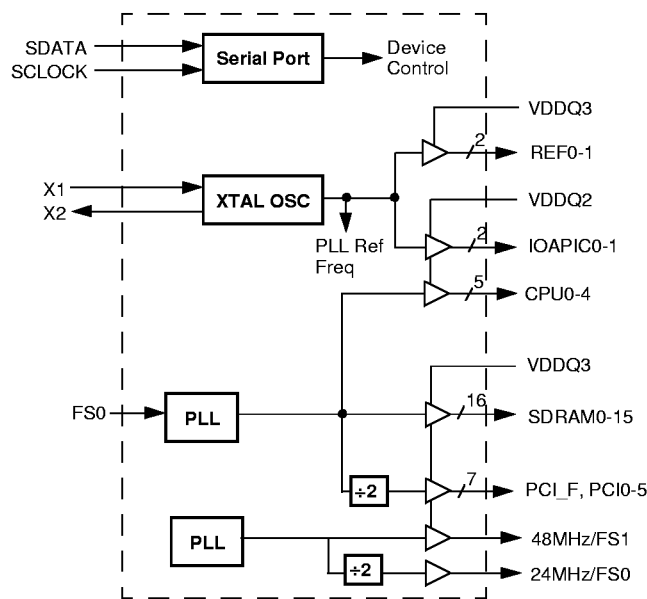 SDATA
SCLOCK
Serial Port
Device
Control
VDDQ3
2
REF0-1
X1
X2
XTAL OSC
PLL Ref
Freq
VDDQ2
2
IOAPIC0-1
5
CPU0-4
VDDQ3
FS0
PLL
16
SDRAM0-15
÷2
7
PCI_F, PCI0-5
PLL
48MHz/FS1
÷2
24MHz/FS0